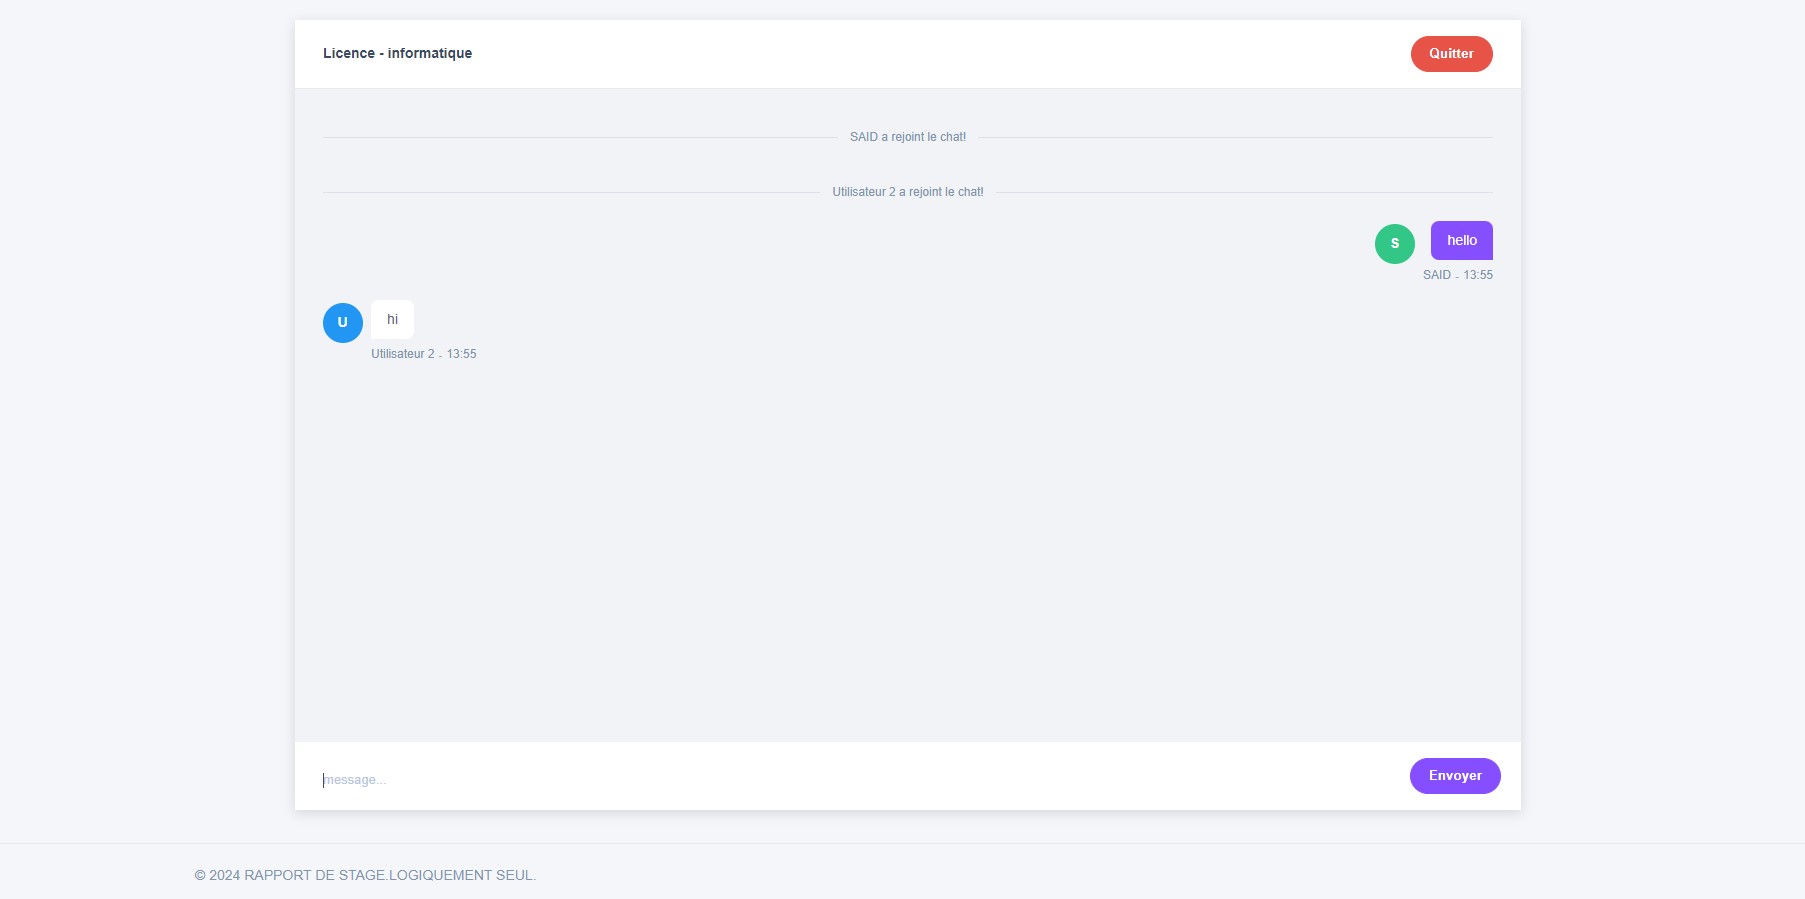 Licence - informatique
Quitter
SAID a rejoint le chat!
Utilisateur 2 a rejoint le chat!
S
hello
SAID - 13:55
U
hi
Utilisateur 2 - 13:55
message...
Envoyer
© 2024 RAPPORT DE STAGE.LOGIQUEMENT SEUL.